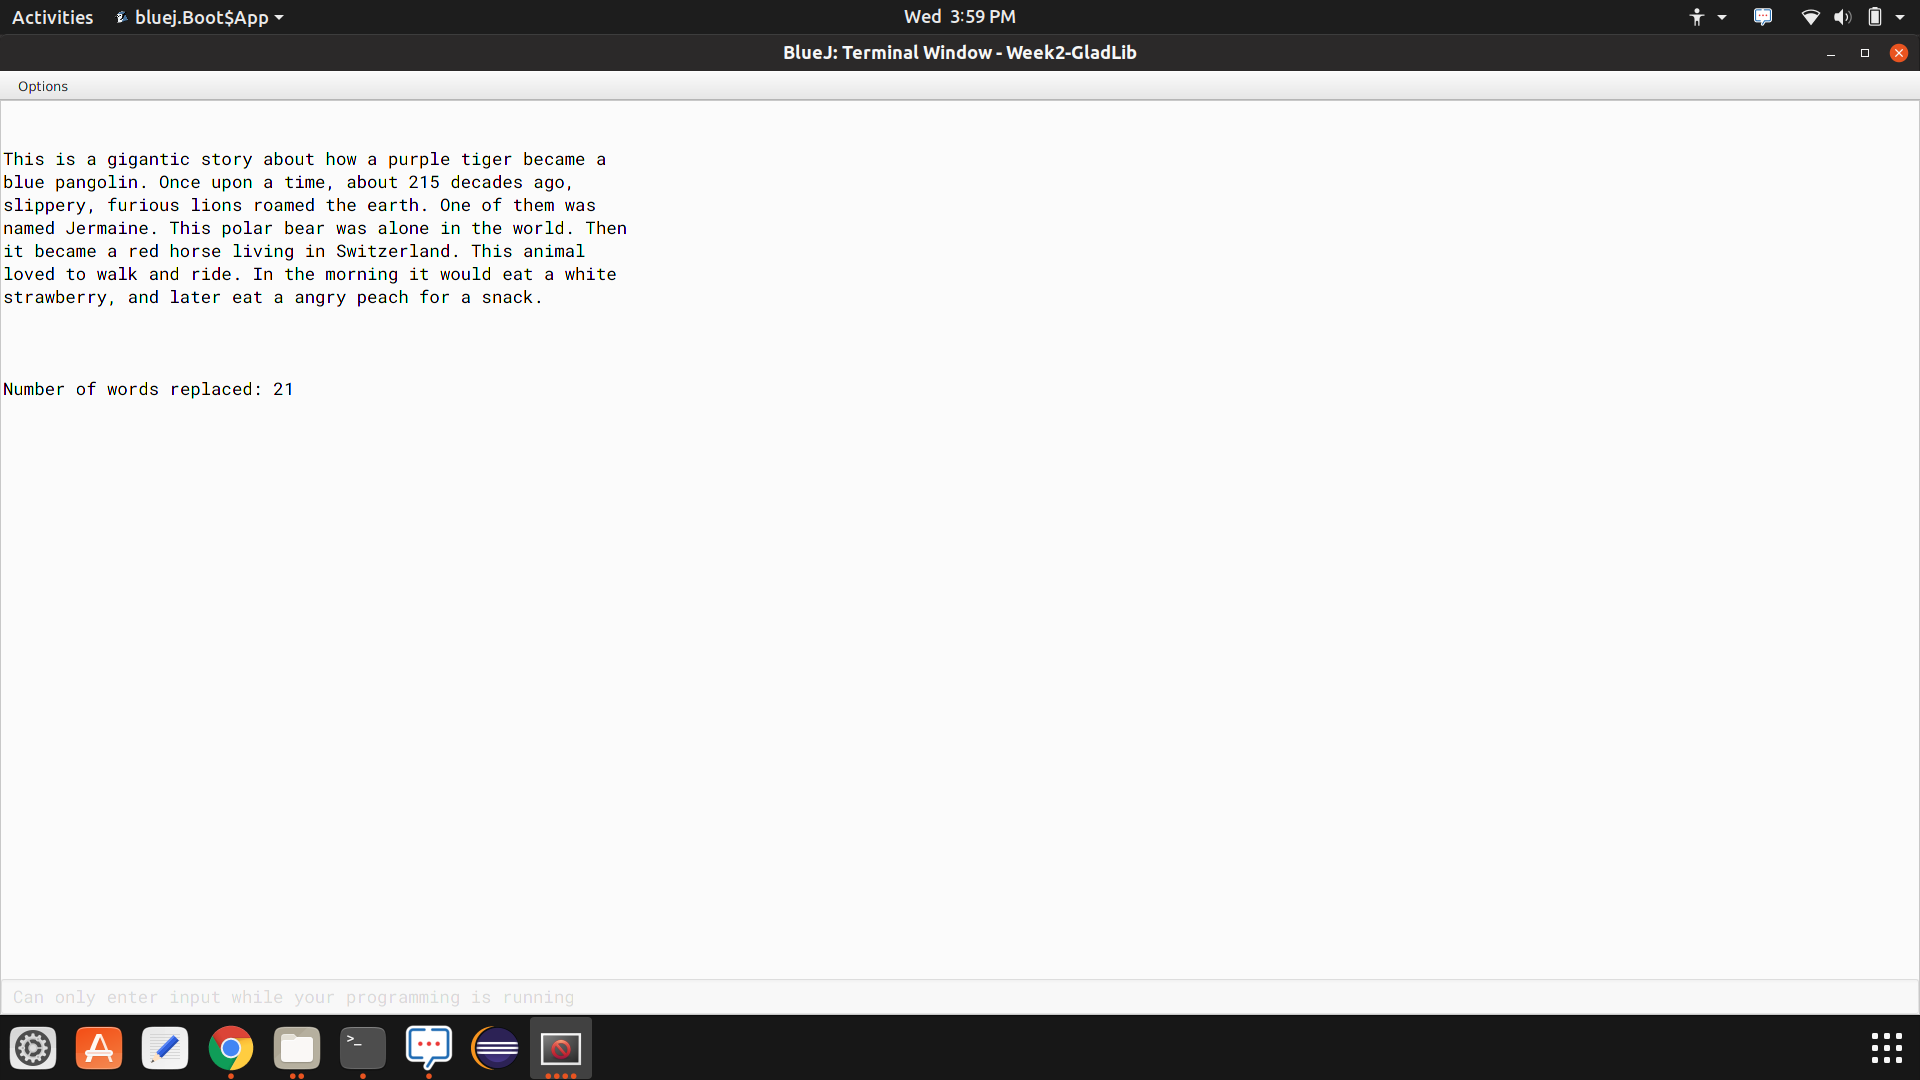 Activities bluej.Boot$App Wed 3:59 PM
BlueJ: Terminal Window - Week2-GladLib
Options
This is a gigantic story about how a purple tiger became a
blue pangolin. Once upon a time, about 215 decades ago,
slippery, furious lions roamed the earth. One of them was
named Jermaine. This polar bear was alone in the world. Then
it became a red horse living in Switzerland. This animal
loved to walk and ride. In the morning it would eat a white
strawberry, and later eat a angry peach for a snack.
Number of words replaced: 21
Can only enter input while your programming is running